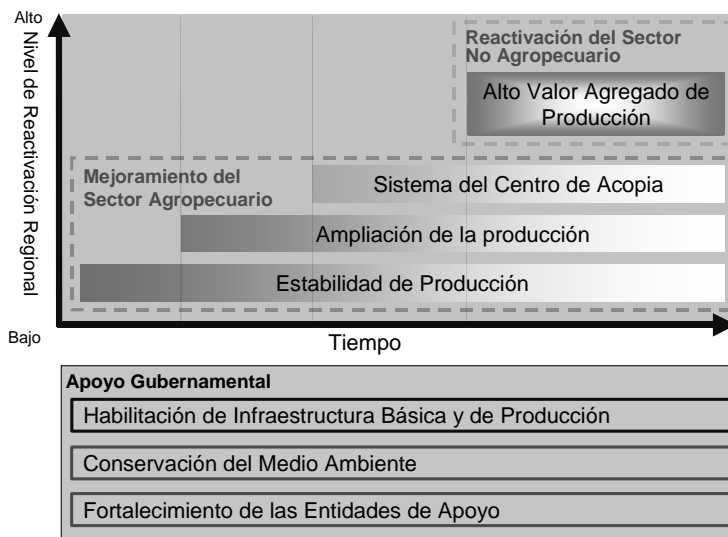 Alto
Nivel de Reactivación Regional
Bajo
Reactivación del Sector
No Agropecuario
Alto Valor Agregado de
Producción
Mejoramiento del
Sector Agropecuario
Sistema del Centro de Acopia
Ampliación de la producción
Estabilidad de Producción
Tiempo
Apoyo Gubernamental
Habilitación de Infraestructura Básica y de Producción
Conservación del Medio Ambiente
Fortalecimiento de las Entidades de Apoyo